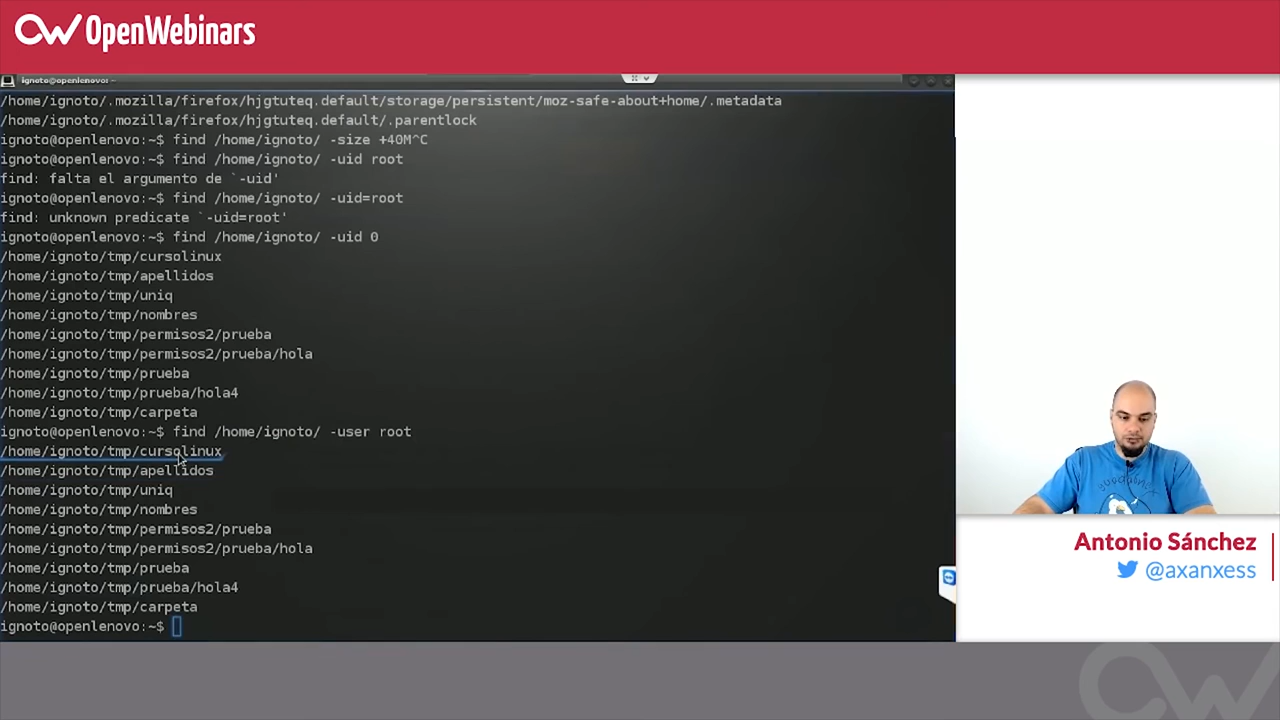 OpenWebinars
ignoto@openlenovo: ~
/home/ignoto/.mozilla/firefox/hjgtuteq.default/storage/persistent/moz-safe-about+home/.metadata
/home/ignoto/.mozilla/firefox/hjgtuteq.default/.parentlock
ignoto@openlenovo:~$ find /home/ignoto/ -size +40M^C
ignoto@openlenovo:~$ find /home/ignoto/ -uid root
find: falta el argumento de `-uid'
ignoto@openlenovo:~$ find /home/ignoto/ -uid=root
find: unknown predicate `-uid=root'
ignoto@openlenovo:~$ find /home/ignoto/ -uid 0
/home/ignoto/tmp/cursolinux
/home/ignoto/tmp/apellidos
/home/ignoto/tmp/uniq
/home/ignoto/tmp/nombres
/home/ignoto/tmp/permisos2/prueba
/home/ignoto/tmp/permisos2/prueba/hola
/home/ignoto/tmp/prueba
/home/ignoto/tmp/prueba/hola4
/home/ignoto/tmp/carpeta
ignoto@openlenovo:~$ find /home/ignoto/ -user root
/home/ignoto/tmp/cursolinux
/home/ignoto/tmp/apellidos
/home/ignoto/tmp/uniq
/home/ignoto/tmp/nombres
/home/ignoto/tmp/permisos2/prueba
/home/ignoto/tmp/permisos2/prueba/hola
/home/ignoto/tmp/prueba
/home/ignoto/tmp/prueba/hola4
/home/ignoto/tmp/carpeta
ignoto@openlenovo:~$
Antonio Sánchez
@axanxess